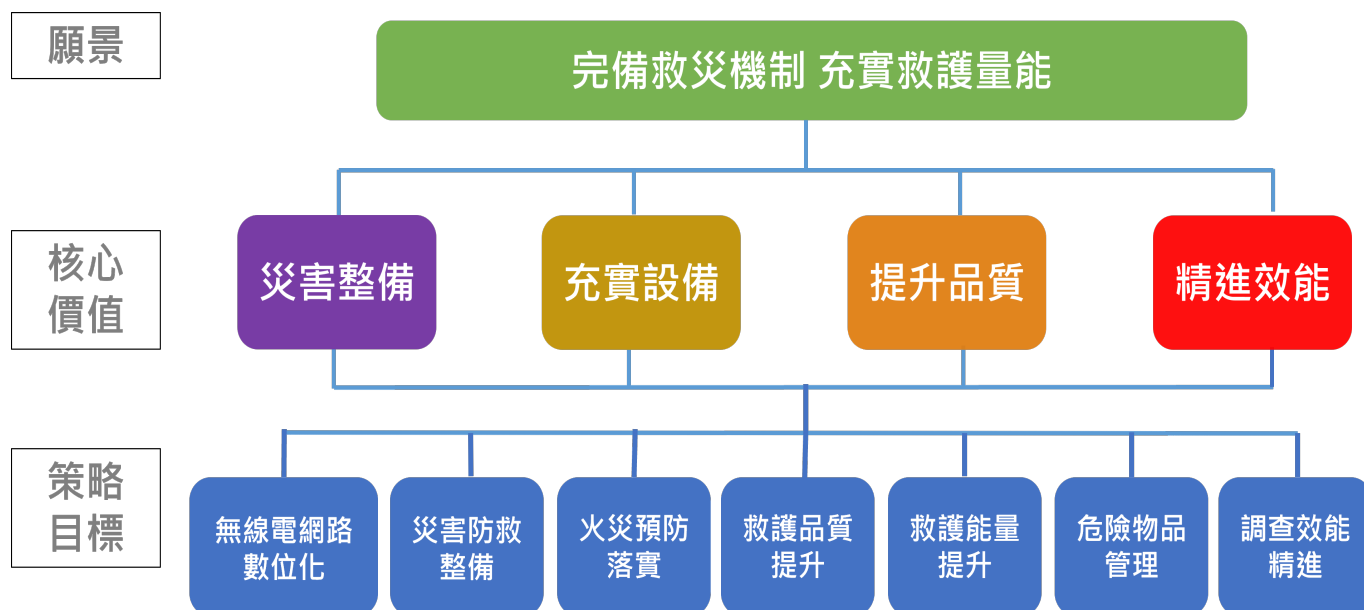 願景
完備救災機制 充實救護量能
核心
價值
災害整備
充實設備
提升品質
精進效能
策略
目標
無線電網路
數位化
災害防救
整備
火災預防
落實
救護品質
提升
救護能量
提升
危險物品
管理
調查效能
精進